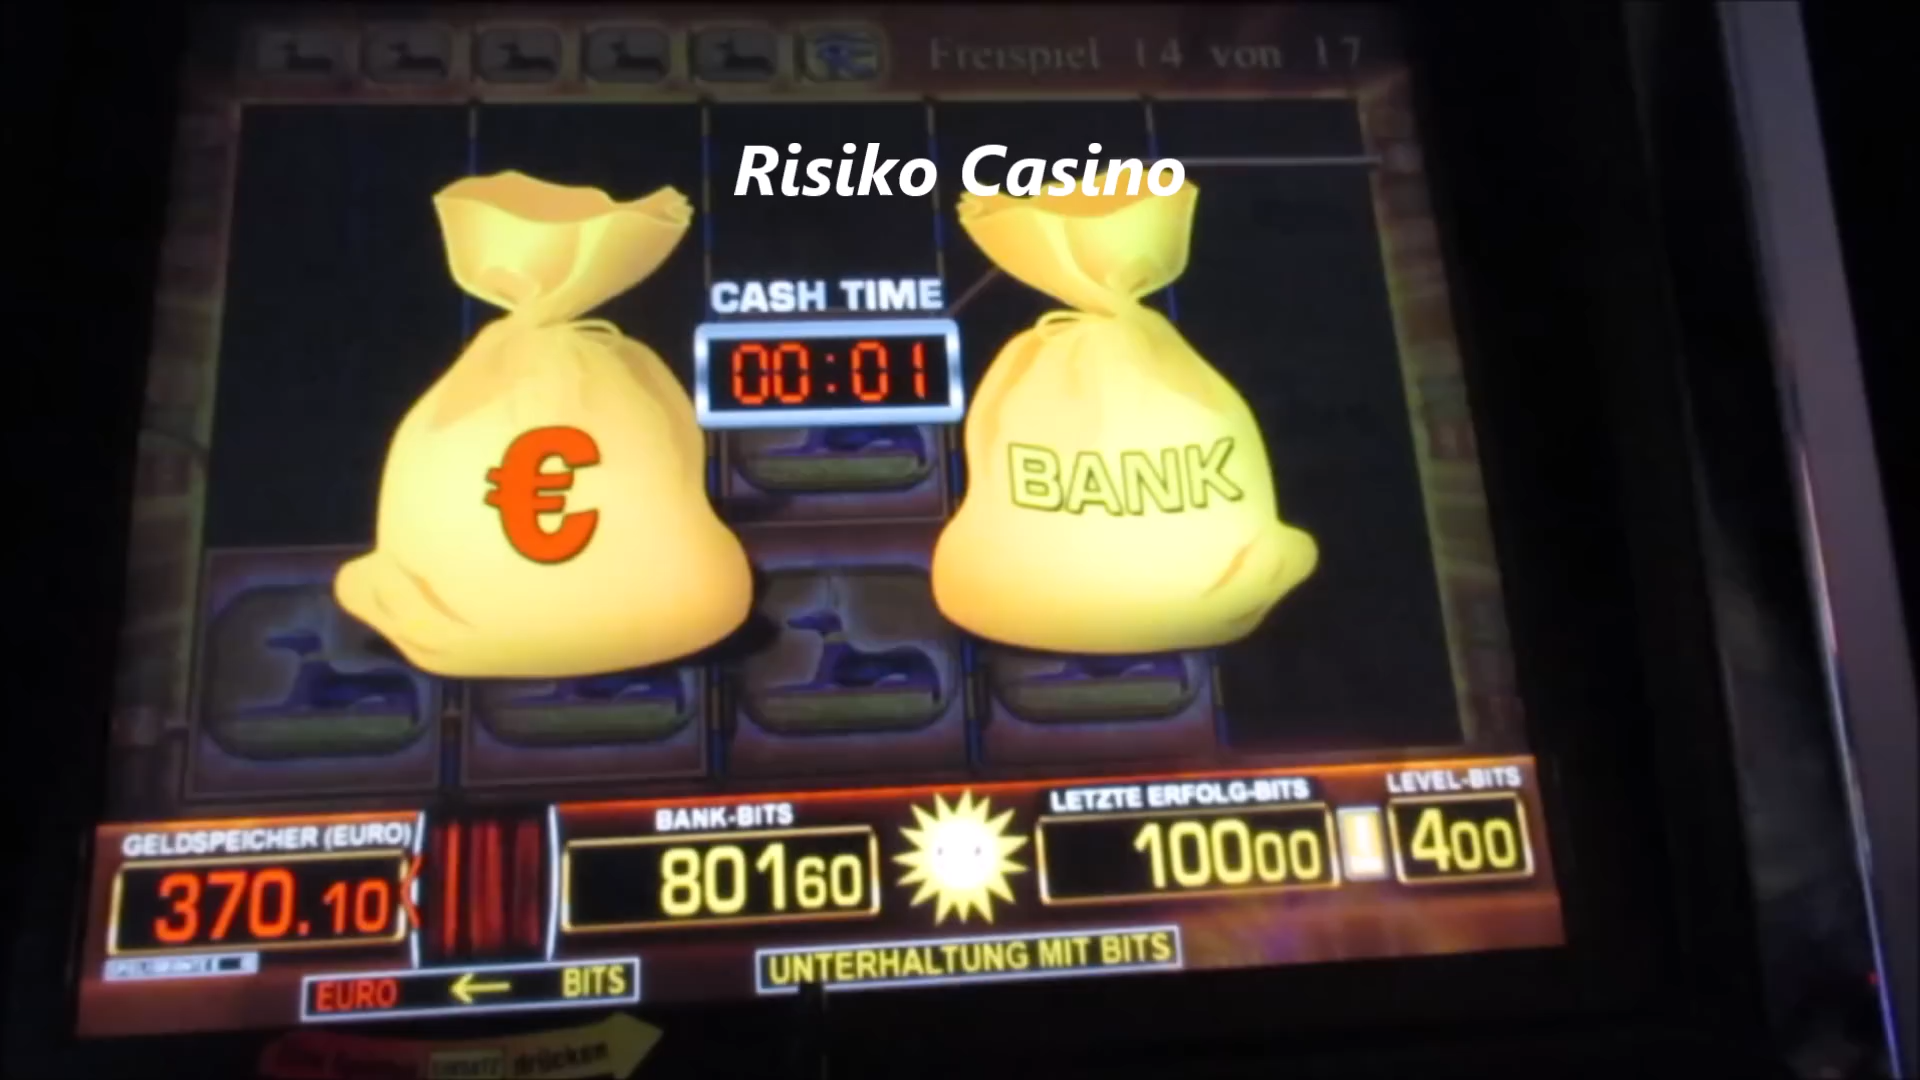 Freispiel 14 von 17
Risiko Casino
CASH TIME
00:01
€
BANK
GELDSPEICHER (EURO)
370.10
BANK-BITS
80160
LETZTE ERFOLG-BITS
10000
LEVEL-BITS
400
EURO ← BITS
UNTERHALTUNG MIT BITS
drücken